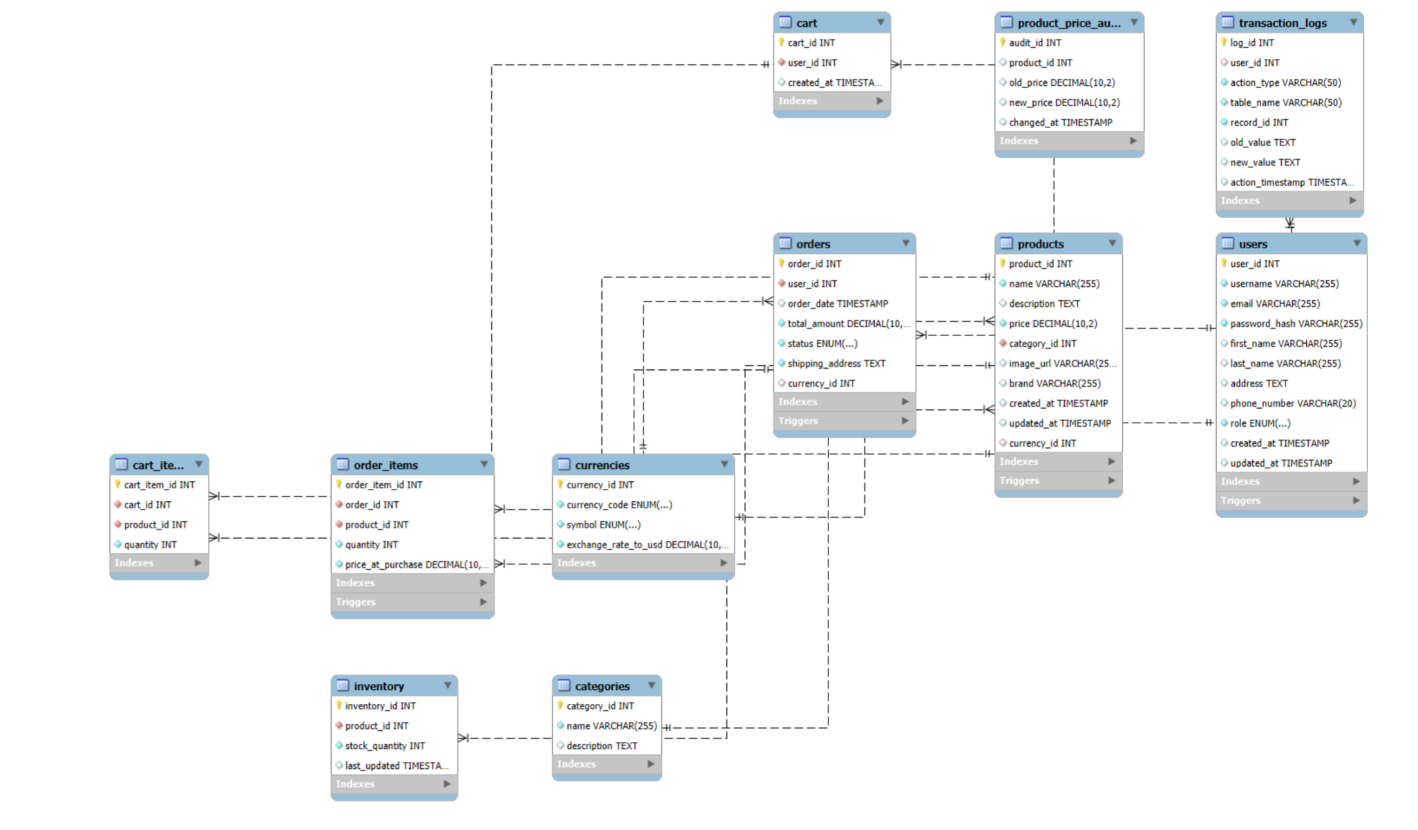 cart
cart_id INT
user_id INT
created_at TIMESTA...
Indexes
product_price_au...
audit_id INT
product_id INT
old_price DECIMAL(10,2)
new_price DECIMAL(10,2)
changed_at TIMESTAMP
Indexes
transaction_logs
log_id INT
user_id INT
action_type VARCHAR(50)
table_name VARCHAR(50)
record_id INT
old_value TEXT
new_value TEXT
action_timestamp TIMESTA...
Indexes
orders
order_id INT
user_id INT
order_date TIMESTAMP
total_amount DECIMAL(10,...
status ENUM(...)
shipping_address TEXT
currency_id INT
Indexes
Triggers
products
product_id INT
name VARCHAR(255)
description TEXT
price DECIMAL(10,2)
category_id INT
image_url VARCHAR(25...
brand VARCHAR(255)
created_at TIMESTAMP
updated_at TIMESTAMP
currency_id INT
Indexes
Triggers
users
user_id INT
username VARCHAR(255)
email VARCHAR(255)
password_hash VARCHAR(255)
first_name VARCHAR(255)
last_name VARCHAR(255)
address TEXT
phone_number VARCHAR(20)
role ENUM(...)
created_at TIMESTAMP
updated_at TIMESTAMP
Indexes
Triggers
cart_ite...
cart_item_id INT
cart_id INT
product_id INT
quantity INT
Indexes
order_items
order_item_id INT
order_id INT
product_id INT
quantity INT
price_at_purchase DECIMAL(10,...
Indexes
Triggers
currencies
currency_id INT
currency_code ENUM(...)
symbol ENUM(...)
exchange_rate_to_usd DECIMAL(10,...
Indexes
inventory
inventory_id INT
product_id INT
stock_quantity INT
last_updated TIMESTA...
Indexes
categories
category_id INT
name VARCHAR(255)
description TEXT
Indexes